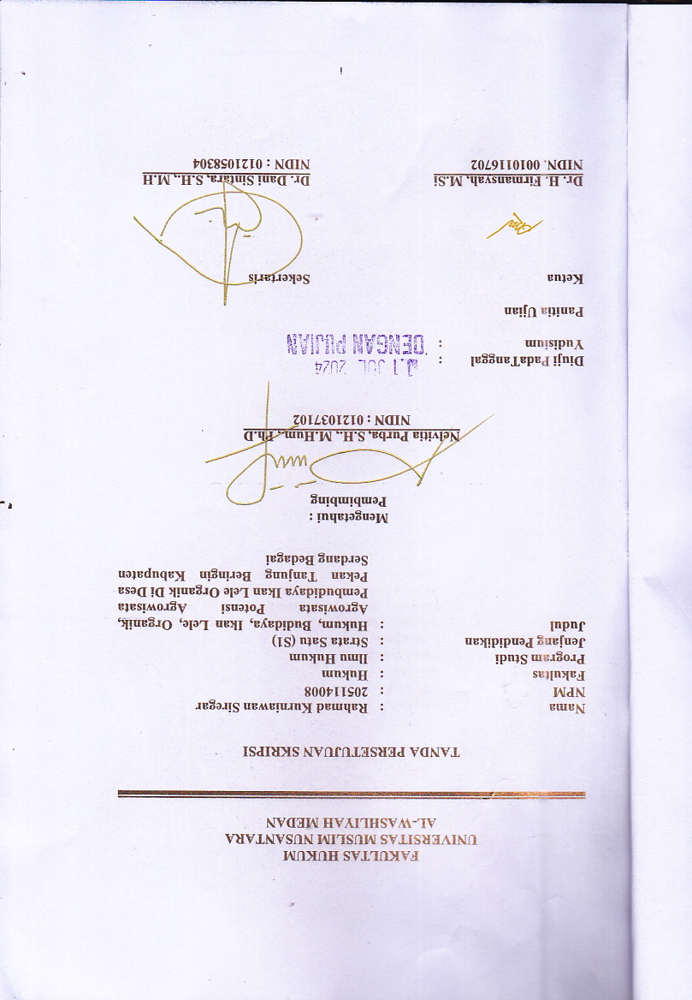 FAKULTAS HUKUM
UNIVERSITAS MUSLIM NUSANTARA
AL-WASHLIYAH MEDAN
TANDA PERSETUJUAN SKRIPSI
Nama : Rahmad Kurniawan Siregar
NPM : 205114008
Fakultas : Hukum
Program Studi : Ilmu Hukum
Jenjang Pendidikan : Strata Satu (S1)
Judul : Hukum, Budidaya, Ikan Lele, Organik,
Agrowisata Potensi Agrowisata
Pembudidaya Ikan Lele Organik Di Desa
Pekan Tanjung Beringin Kabupaten
Serdang Bedagai
Mengetahui :
Pembimbing
Nelvitia Purba, S.H., M.Hum., Ph.D
NIDN : 0121037102
Diuji PadaTanggal : JUL 2024
Yudisium : DENGAN PUJIAN
Panitia Ujian
Ketua Sekertaris
Dr. H. Firmansyah, M.Si Dr. Dani Sintara, S.H., M.H
NIDN. 0010116702 NIDN : 0121058304